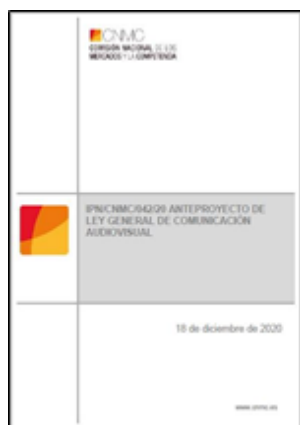 CNMC
COMISIÓN NACIONAL DE LOS
MERCADOS Y LA COMPETENCIA
IPN/CNMC/042/20 ANTEPROYECTO DE
LEY GENERAL DE COMUNICACIÓN
AUDIOVISUAL
18 de diciembre de 2020
www.cnmc.es